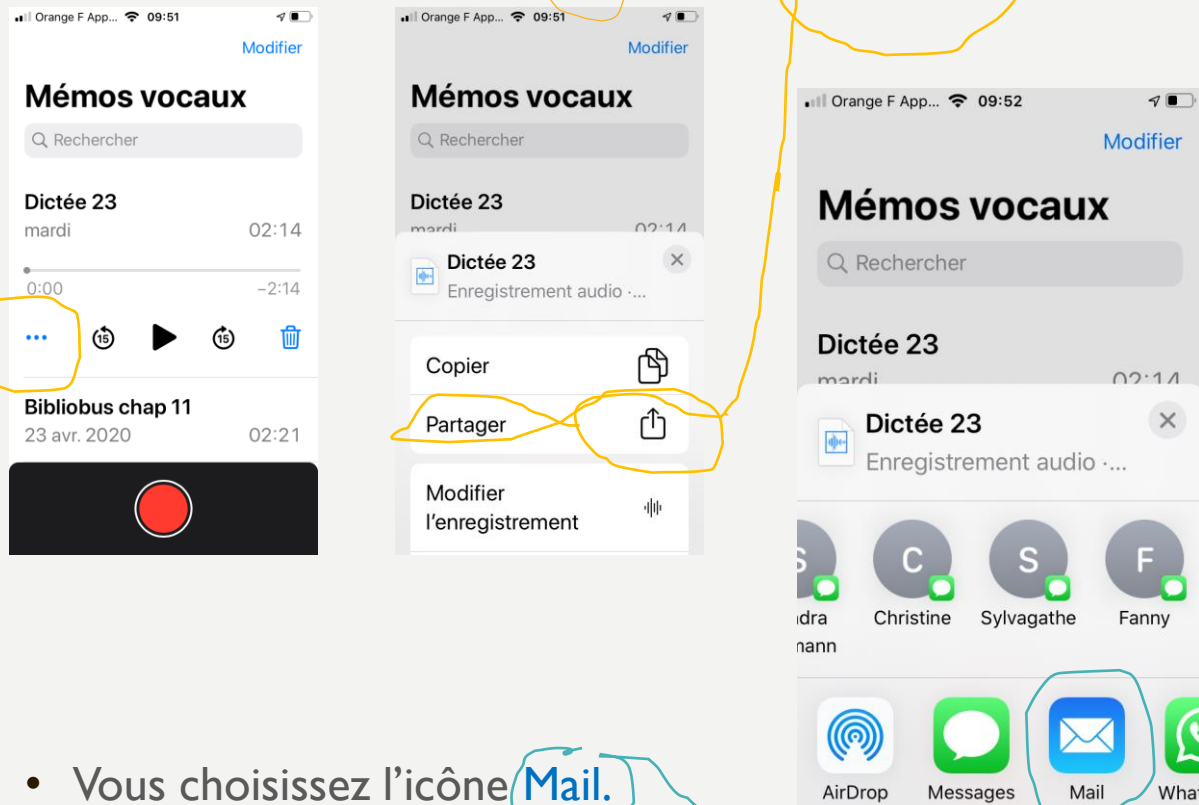 Orange F App... 09:51
Modifier
Mémos vocaux
Rechercher
Dictée 23
mardi 02:14
0:00 −2:14
15 15
Bibliobus chap 11
23 avr. 2020 02:21
Orange F App... 09:51
Modifier
Mémos vocaux
Rechercher
Dictée 23
mardi 02:14
Dictée 23
Enregistrement audio ·...
Copier
Partager
Modifier
l'enregistrement
Orange F App... 09:52
Modifier
Mémos vocaux
Rechercher
Dictée 23
mardi 02:14
Dictée 23
Enregistrement audio ·...
C S F
Christine Sylvagathe Fanny
AirDrop Messages Mail
• Vous choisissez l'icône Mail.